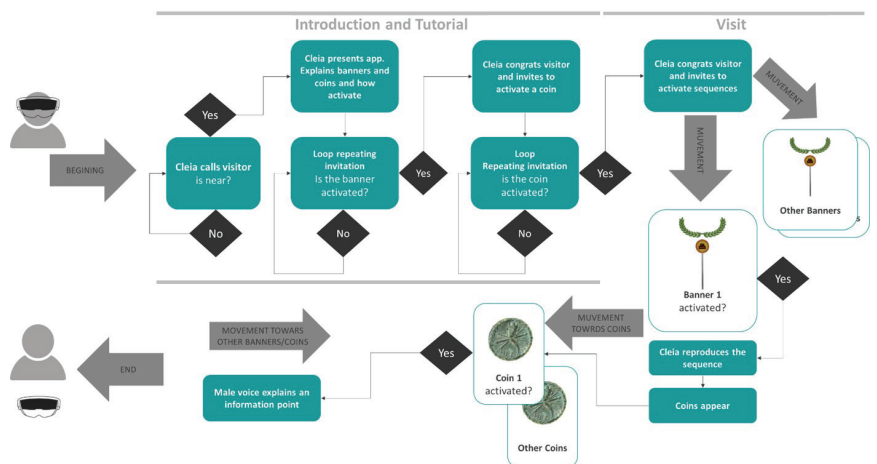 Introduction and Tutorial
Visit
Cleia presents app.
Explains banners and
coins and how
activate
Cleia congrats visitor
and invites to
activate a coin
Cleia congrats visitor
and invites to
activate sequences
MUVEMENT
Yes
BEGINING
Cleia calls visitor
is near?
Loop repeating
invitation
Is the banner
activated?
Yes
Loop
Repeating invitation
is the coin
activated?
Yes
MUVEMENT
Other Banners
s
No
No
No
Banner 1
activated?
Yes
MOVEMENT TOWARS
OTHER BANNERS/COINS
Yes
MUVEMENT
TOWRDS COINS
END
Coin 1
activated?
Cleia reproduces the
sequence
Male voice explains an
information point
Coins appear
Other Coins